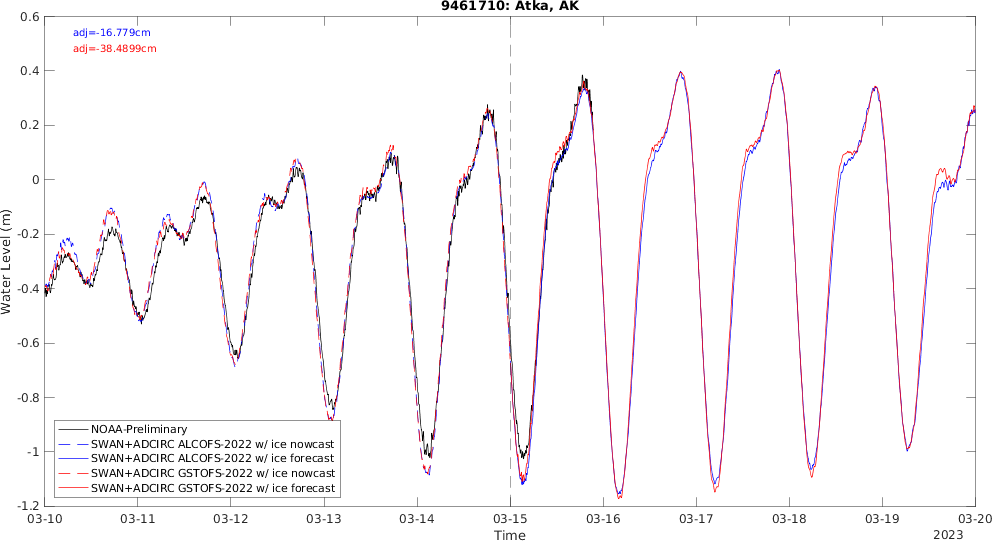 9461710: Atka, AK
adj=-16.779cm
adj=-38.4899cm
0.6
0.4
0.2
0
-0.2
-0.4
-0.6
-0.8
-1
-1.2
Water Level (m)
NOAA-Preliminary
SWAN+ADCIRC ALCOFS-2022 w/ ice nowcast
SWAN+ADCIRC ALCOFS-2022 w/ ice forecast
SWAN+ADCIRC GSTOFS-2022 w/ ice nowcast
SWAN+ADCIRC GSTOFS-2022 w/ ice forecast
03-10 03-11 03-12 03-13 03-14 03-15 03-16 03-17 03-18 03-19 03-20
Time
2023